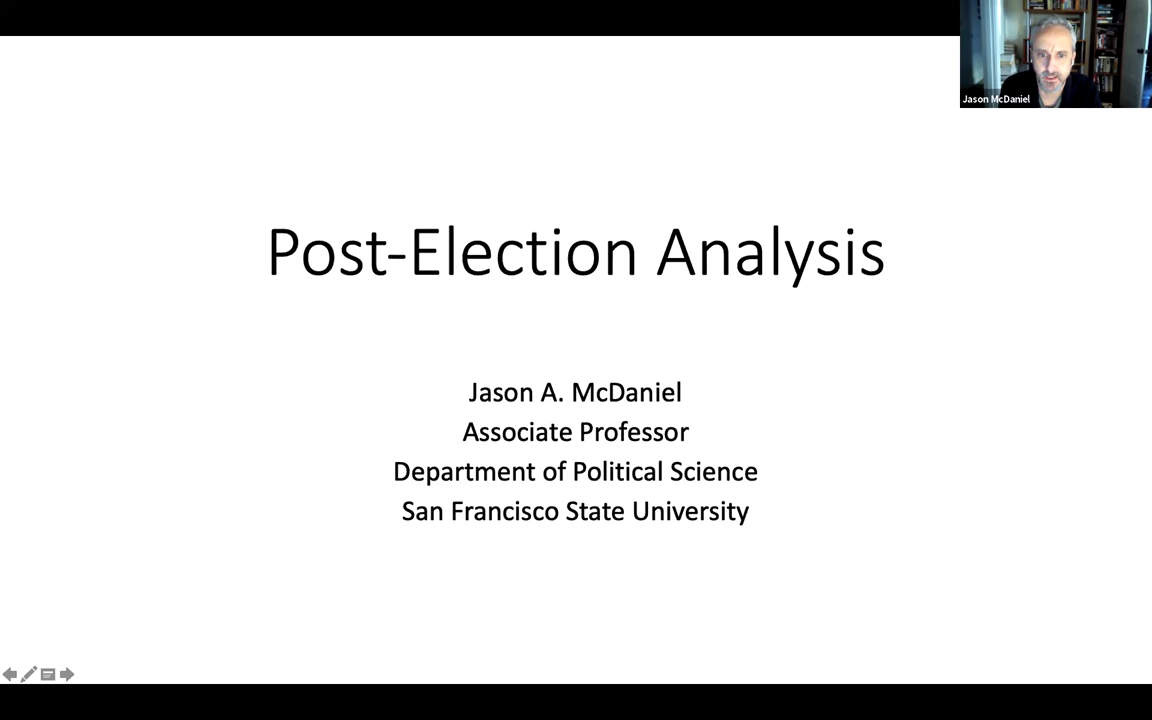 Jason McDaniel
Post-Election Analysis
Jason A. McDaniel
Associate Professor
Department of Political Science
San Francisco State University